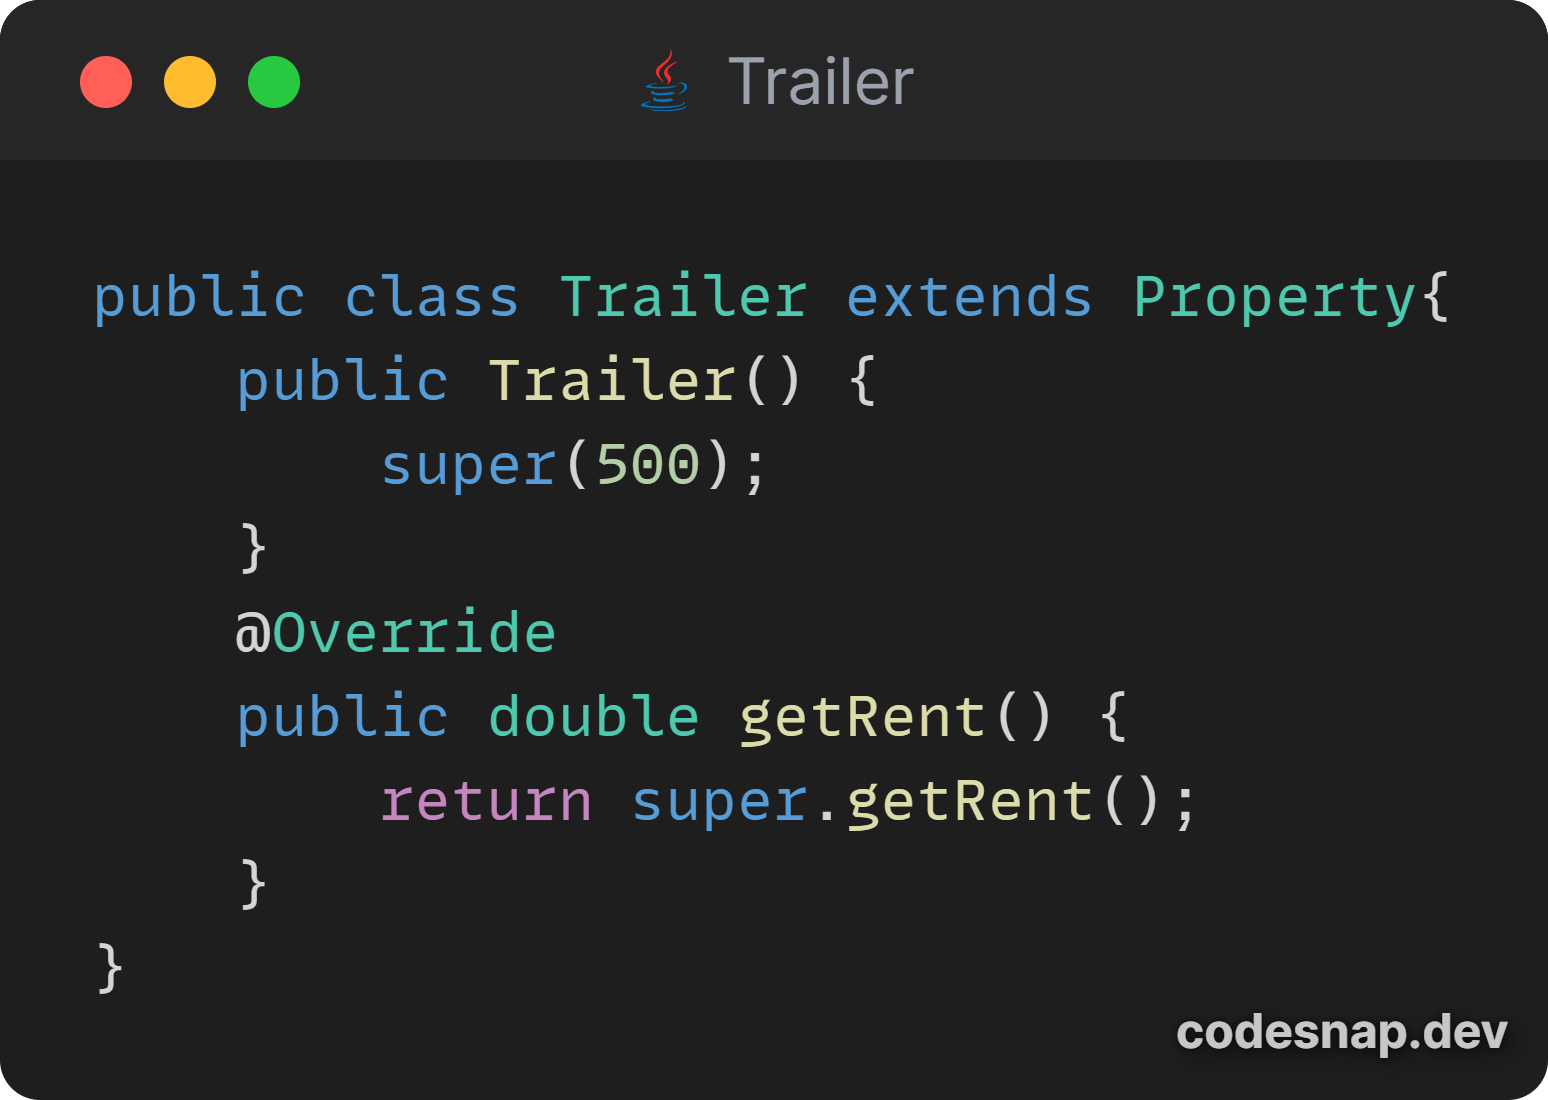 Trailer
public class Trailer extends Property{
    public Trailer() {
        super(500);
    }
    @Override
    public double getRent() {
        return super.getRent();
    }
}
codesnap.dev